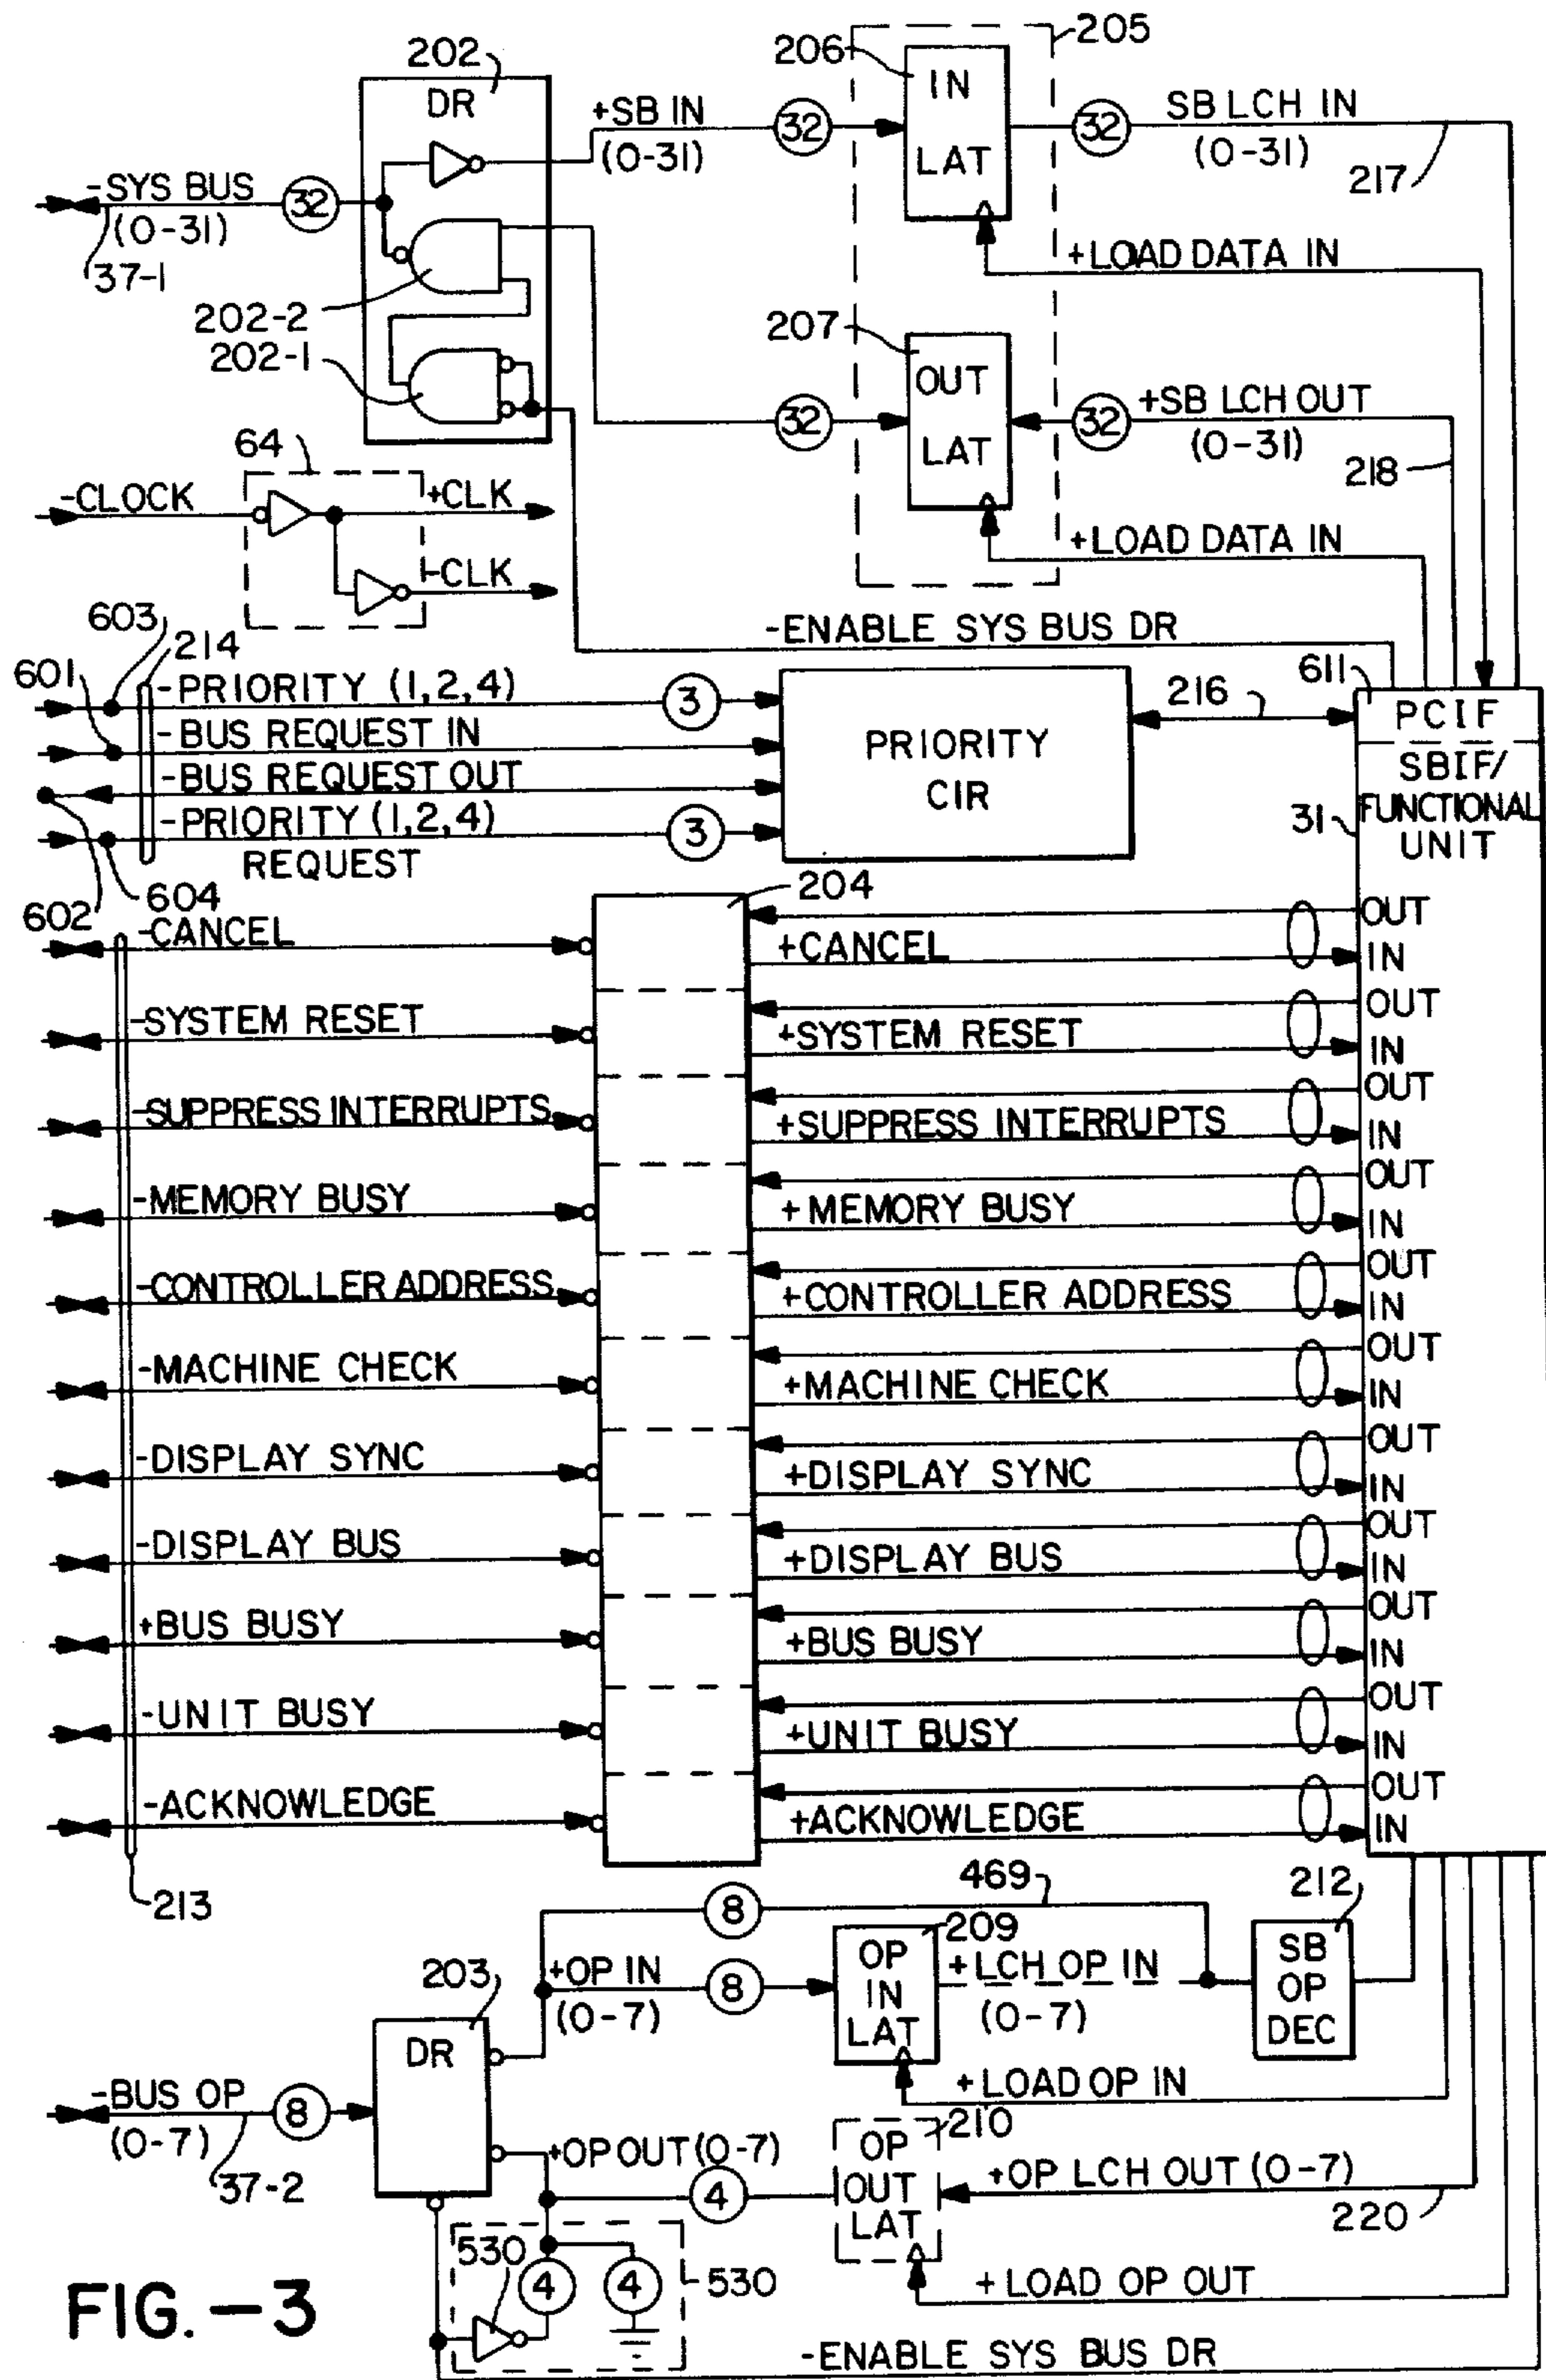 202
DR
206
205
IN
LAT
+SB IN
(0-31)
32
32
SB LCH IN
(0-31)
217
-SYS BUS
(0-31)
37-1
32
+LOAD DATA IN
202-2
202-1
207
OUT
LAT
32
32
+SB LCH OUT
(0-31)
218
64
-CLOCK
+CLK
-CLK
+LOAD DATA IN
-ENABLE SYS BUS DR
603
214
601
-PRIORITY (1,2,4)
3
-BUS REQUEST IN
-BUS REQUEST OUT
-PRIORITY (1,2,4)
REQUEST
3
602
604
PRIORITY
CIR
216
611
PCIF
SBIF/
FUNCTIONAL
UNIT
31
204
-CANCEL
+CANCEL
OUT
IN
-SYSTEM RESET
+SYSTEM RESET
OUT
IN
-SUPPRESS INTERRUPTS
+SUPPRESS INTERRUPTS
OUT
IN
-MEMORY BUSY
+MEMORY BUSY
OUT
IN
-CONTROLLER ADDRESS
+CONTROLLER ADDRESS
OUT
IN
-MACHINE CHECK
+MACHINE CHECK
OUT
IN
-DISPLAY SYNC
+DISPLAY SYNC
OUT
IN
-DISPLAY BUS
+DISPLAY BUS
OUT
IN
+BUS BUSY
+BUS BUSY
OUT
IN
-UNIT BUSY
+UNIT BUSY
OUT
IN
-ACKNOWLEDGE
+ACKNOWLEDGE
OUT
IN
213
469
8
212
209
OP
IN
LAT
+LCH OP IN
(0-7)
SB
OP
DEC
203
DR
+OP IN
(0-7)
8
+LOAD OP IN
-BUS OP
(0-7)
8
37-2
210
OP
OUT
LAT
+OP OUT (0-7)
4
+OP LCH OUT (0-7)
220
530
4
4
530
+LOAD OP OUT
-ENABLE SYS BUS DR
FIG.-3